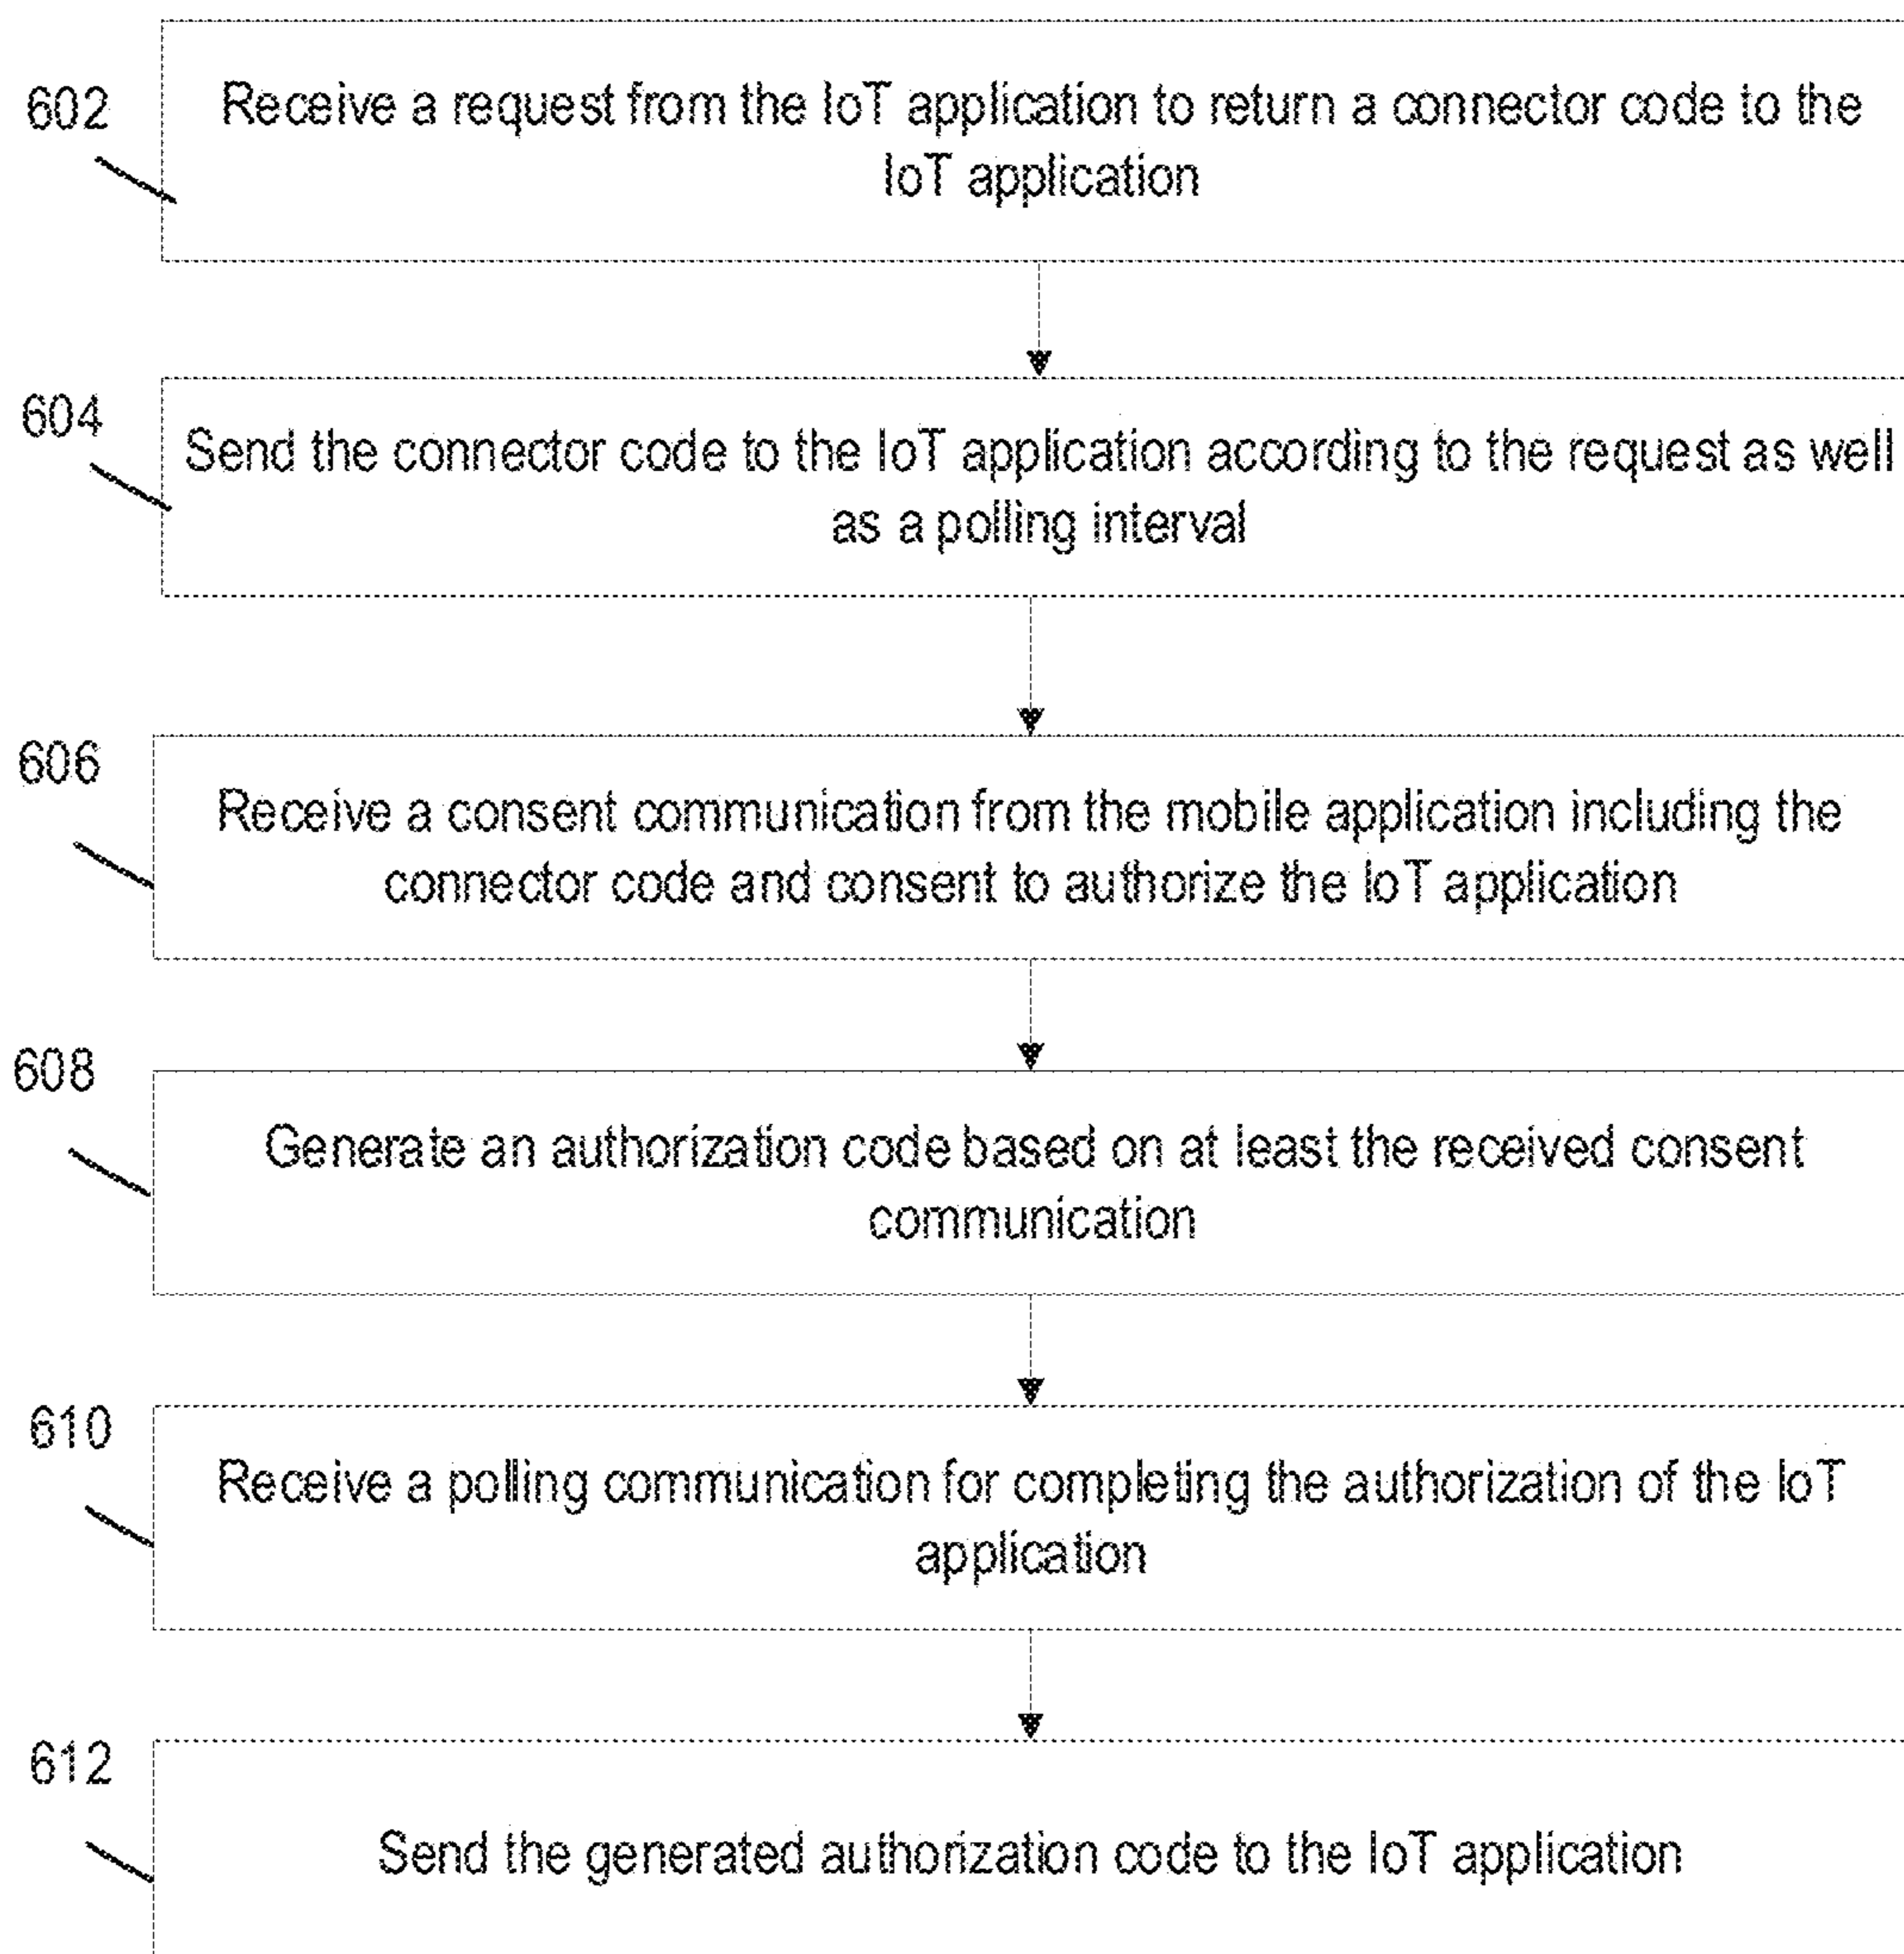 602
Receive a request from the IoT application to return a connector code to the
IoT application
604
Send the connector code to the IoT application according to the request as well
as a polling interval
606
Receive a consent communication from the mobile application including the
connector code and consent to authorize the IoT application
608
Generate an authorization code based on at least the received consent
communication
610
Receive a polling communication for completing the authorization of the IoT
application
612
Send the generated authorization code to the IoT application